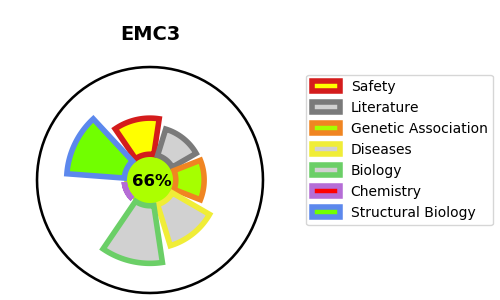 EMC3
66%
Safety
Literature
Genetic Association
Diseases
Biology
Chemistry
Structural Biology